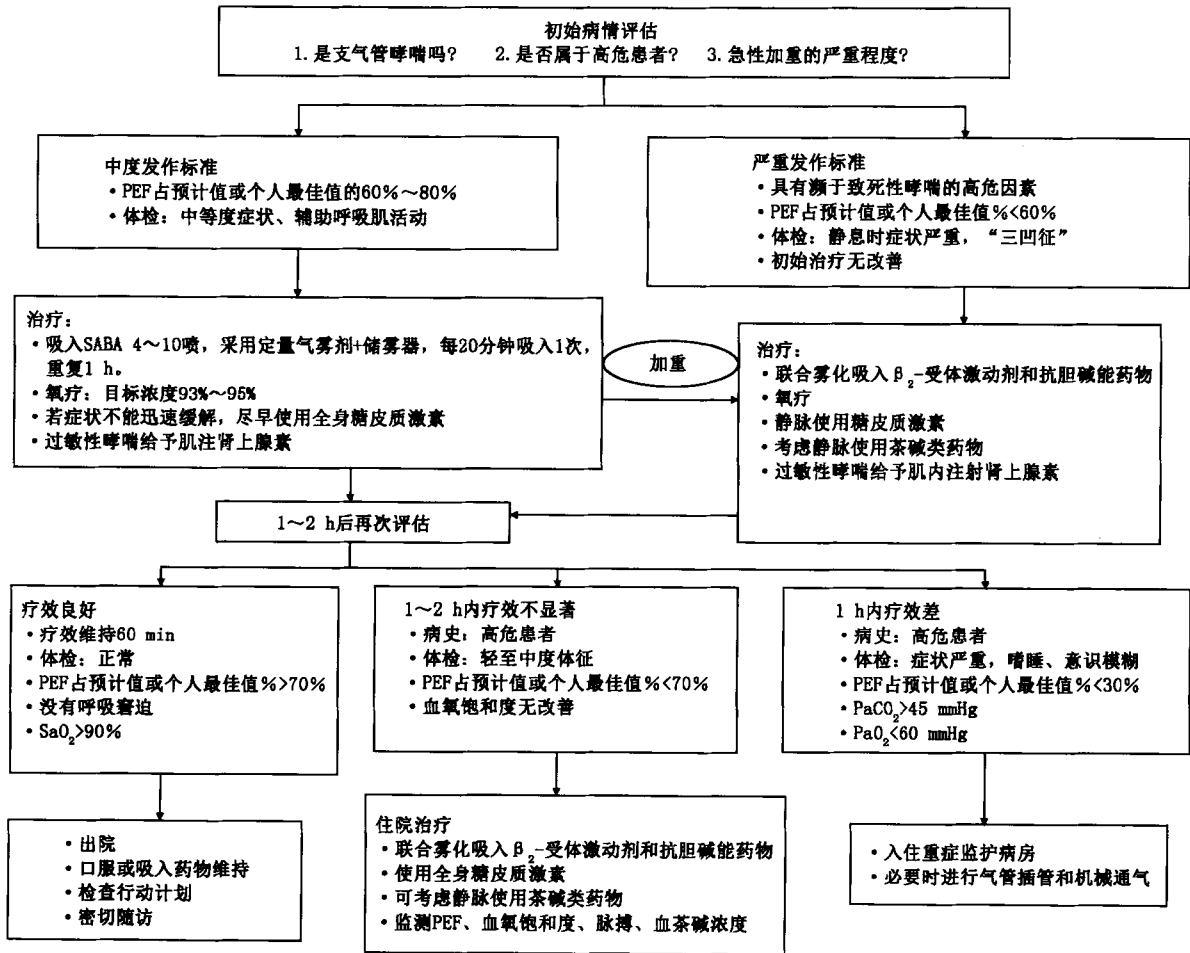 初始病情评估
1.是支气管哮喘吗? 2.是否属于高危患者? 3.急性加重的严重程度?
中度发作标准
・PEF占预计值或个人最佳值的60%～80%
・体检：中等度症状、辅助呼吸肌活动
严重发作标准
・具有濒于致死性哮喘的高危因素
・PEF占预计值或个人最佳值%<60%
・体检：静息时症状严重，“三凹征”
・初始治疗无改善
治疗：
・吸入SABA 4～10喷，采用定量气雾剂+储雾器，每20分钟吸入1次，
重复1 h。
・氧疗：目标浓度93%～95%
・若症状不能迅速缓解，尽早使用全身糖皮质激素
・过敏性哮喘给予肌注肾上腺素
加重
治疗：
・联合雾化吸入β₂-受体激动剂和抗胆碱能药物
・氧疗
・静脉使用糖皮质激素
・考虑静脉使用茶碱类药物
・过敏性哮喘给予肌内注射肾上腺素
1～2 h后再次评估
疗效良好
・疗效维持60 min
・体检：正常
・PEF占预计值或个人最佳值%>70%
・没有呼吸窘迫
・SaO₂>90%
1～2 h内疗效不显著
・病史：高危患者
・体检：轻至中度体征
・PEF占预计值或个人最佳值%<70%
・血氧饱和度无改善
1 h内疗效差
・病史：高危患者
・体检：症状严重，嗜睡、意识模糊
・PEF占预计值或个人最佳值%<30%
・PaCO₂>45 mmHg
・PaO₂<60 mmHg
・出院
・口服或吸入药物维持
・检查行动计划
・密切随访
住院治疗
・联合雾化吸入β₂-受体激动剂和抗胆碱能药物
・使用全身糖皮质激素
・可考虑静脉使用茶碱类药物
・监测PEF、血氧饱和度、脉搏、血茶碱浓度
・入住重症监护病房
・必要时进行气管插管和机械通气